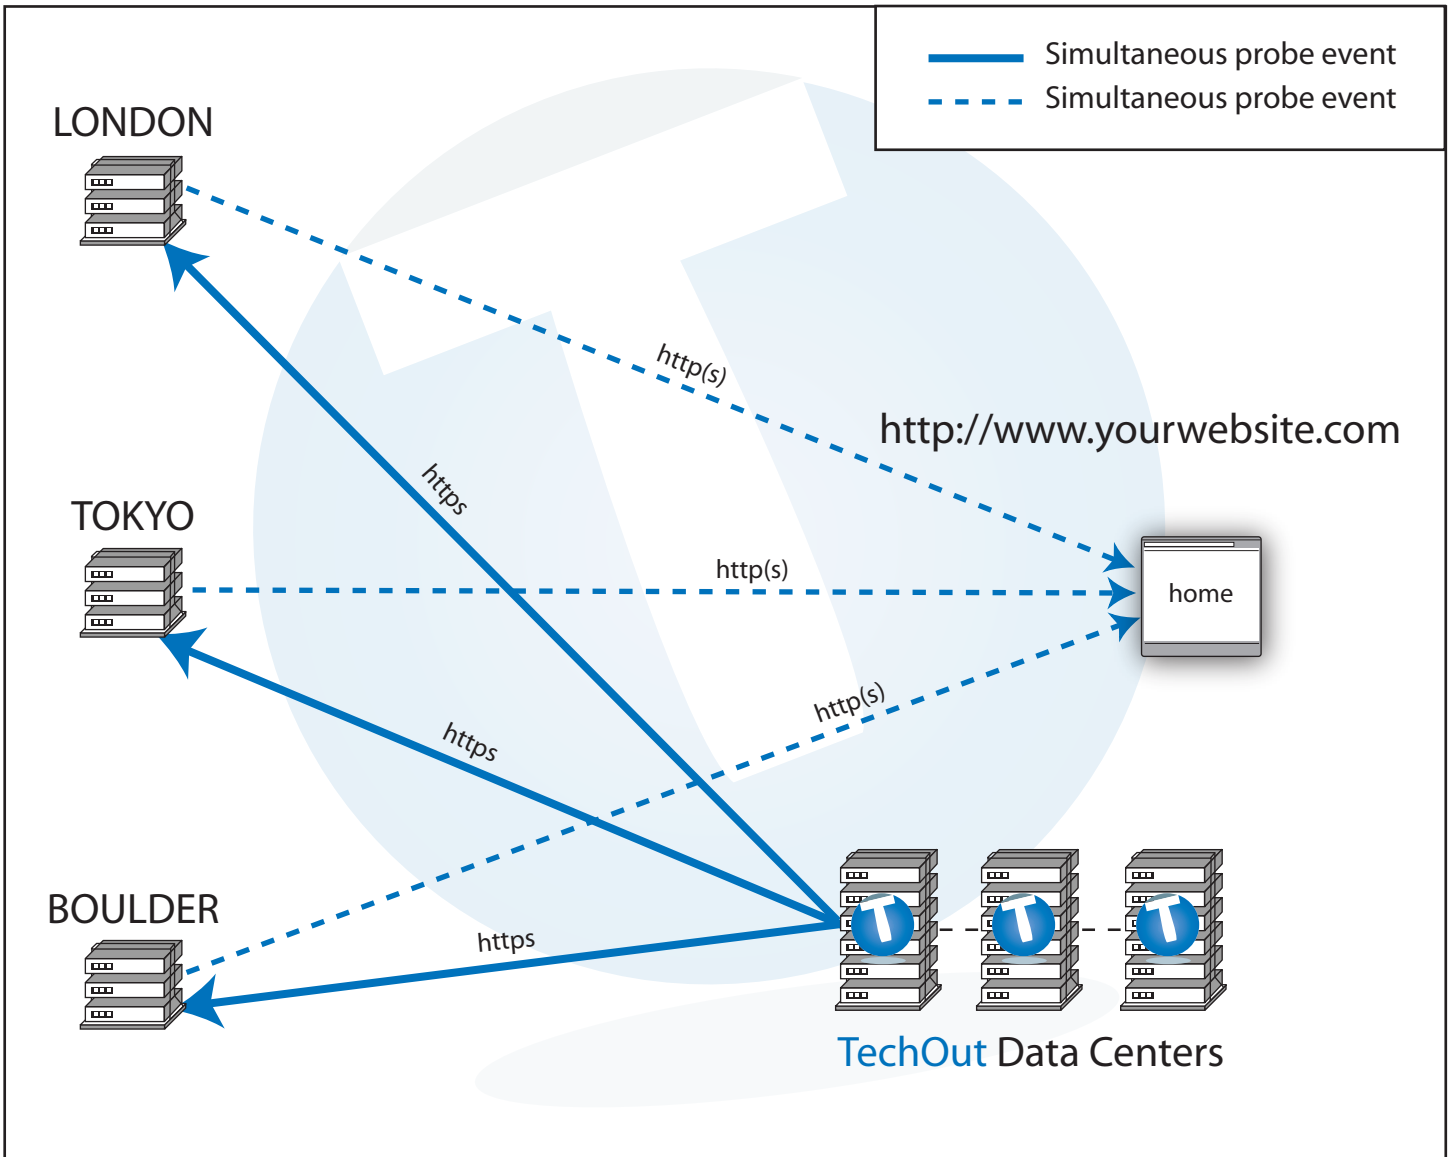 Simultaneous probe event
Simultaneous probe event
LONDON
http(s)
http://www.yourwebsite.com
https
TOKYO
http(s)
home
http(s)
https
BOULDER
https
T T T
TechOut Data Centers